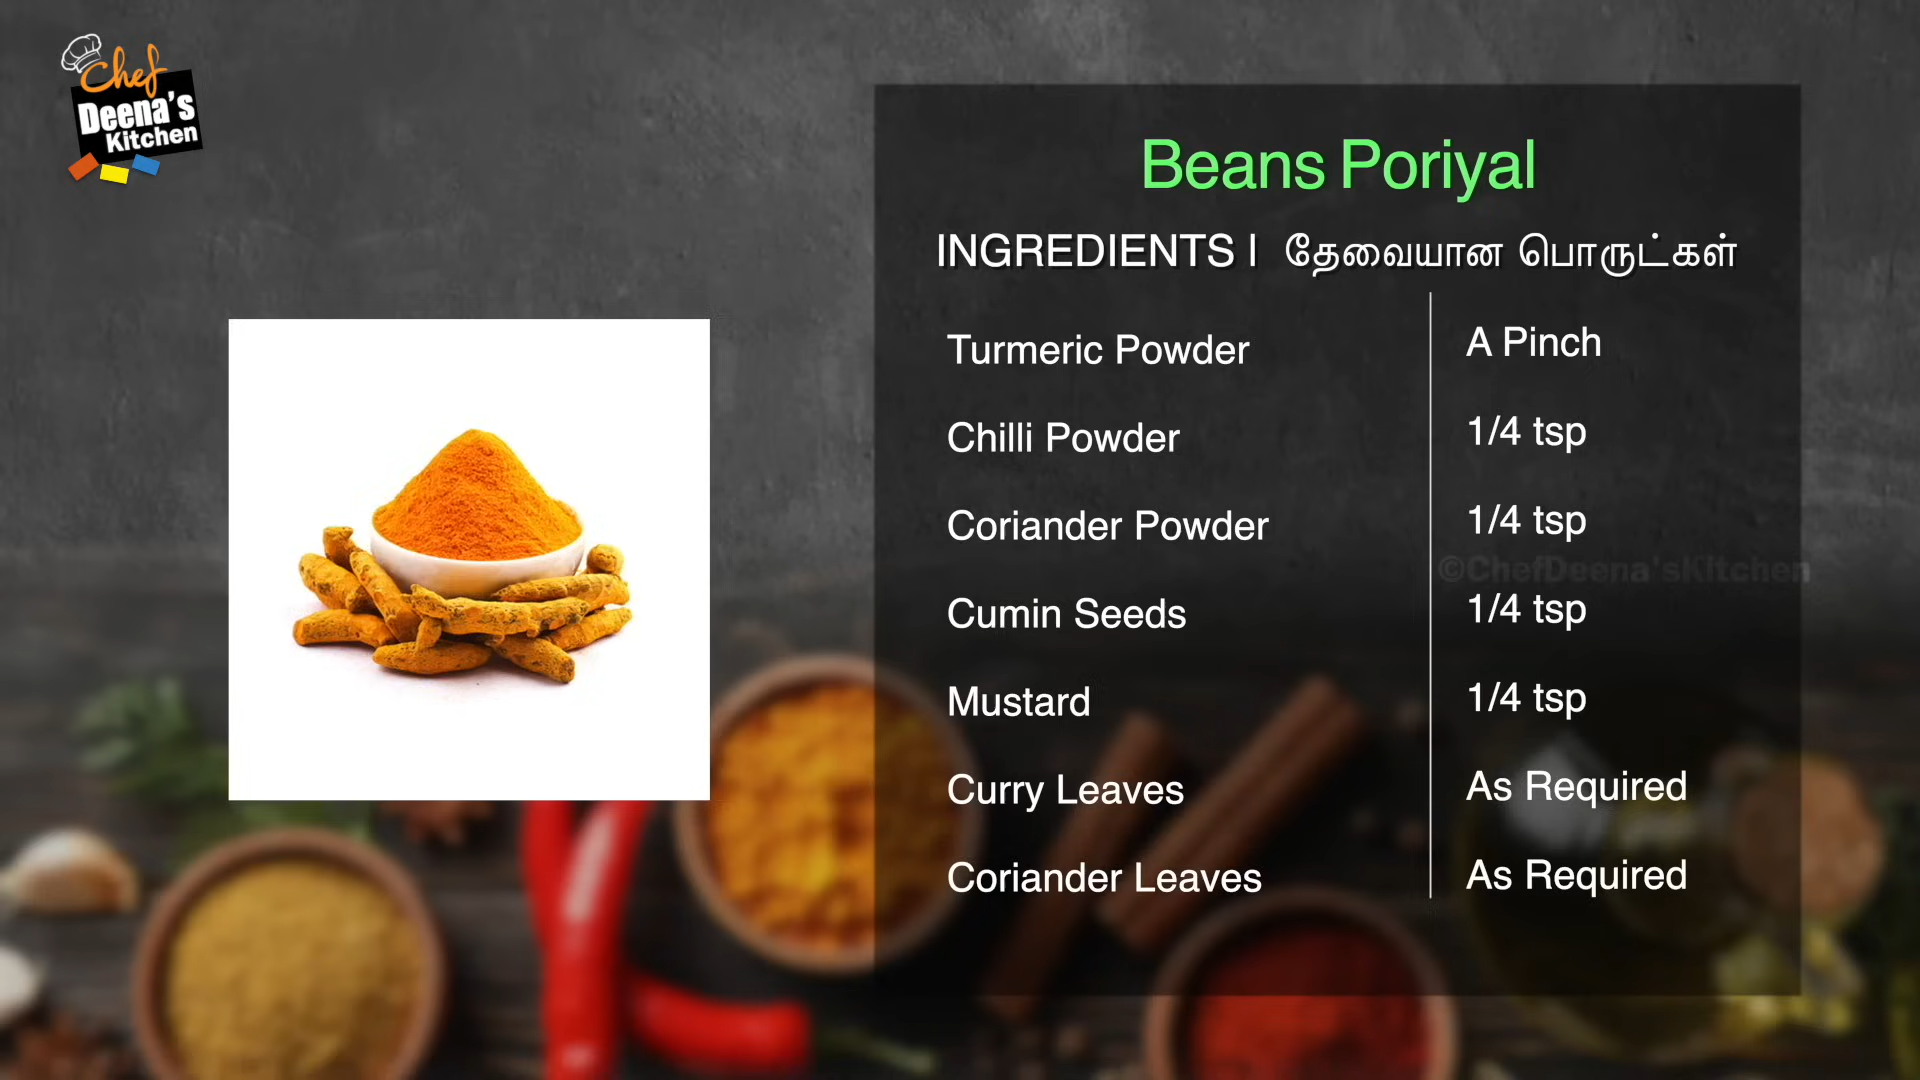 Chef
Deena's
Kitchen
Beans Poriyal
INGREDIENTS | தேவையான பொருட்கள்
Turmeric Powder A Pinch
Chilli Powder 1/4 tsp
Coriander Powder 1/4 tsp
©ChefDeena'sKitchen
Cumin Seeds 1/4 tsp
Mustard 1/4 tsp
Curry Leaves As Required
Coriander Leaves As Required